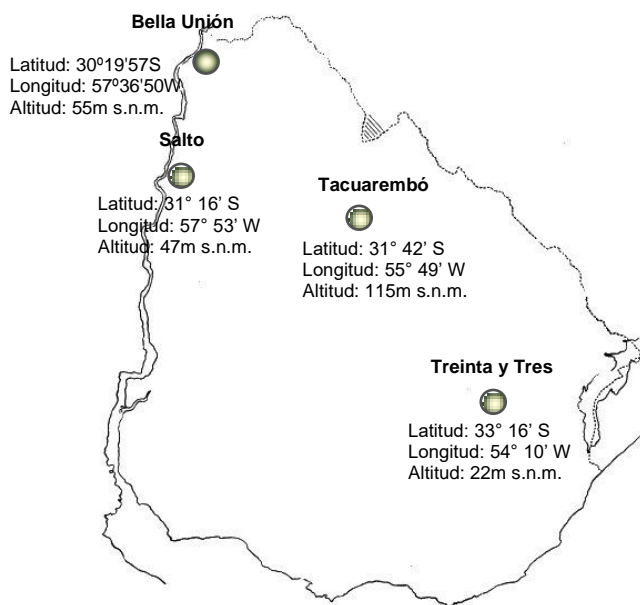 Bella Unión
Latitud: 30º19'57S
Longitud: 57º36'50W
Altitud: 55m s.n.m.
Salto
Latitud: 31° 16’ S
Longitud: 57° 53’ W
Altitud: 47m s.n.m.
Tacuarembó
Latitud: 31° 42’ S
Longitud: 55° 49’ W
Altitud: 115m s.n.m.
Treinta y Tres
Latitud: 33° 16’ S
Longitud: 54° 10’ W
Altitud: 22m s.n.m.